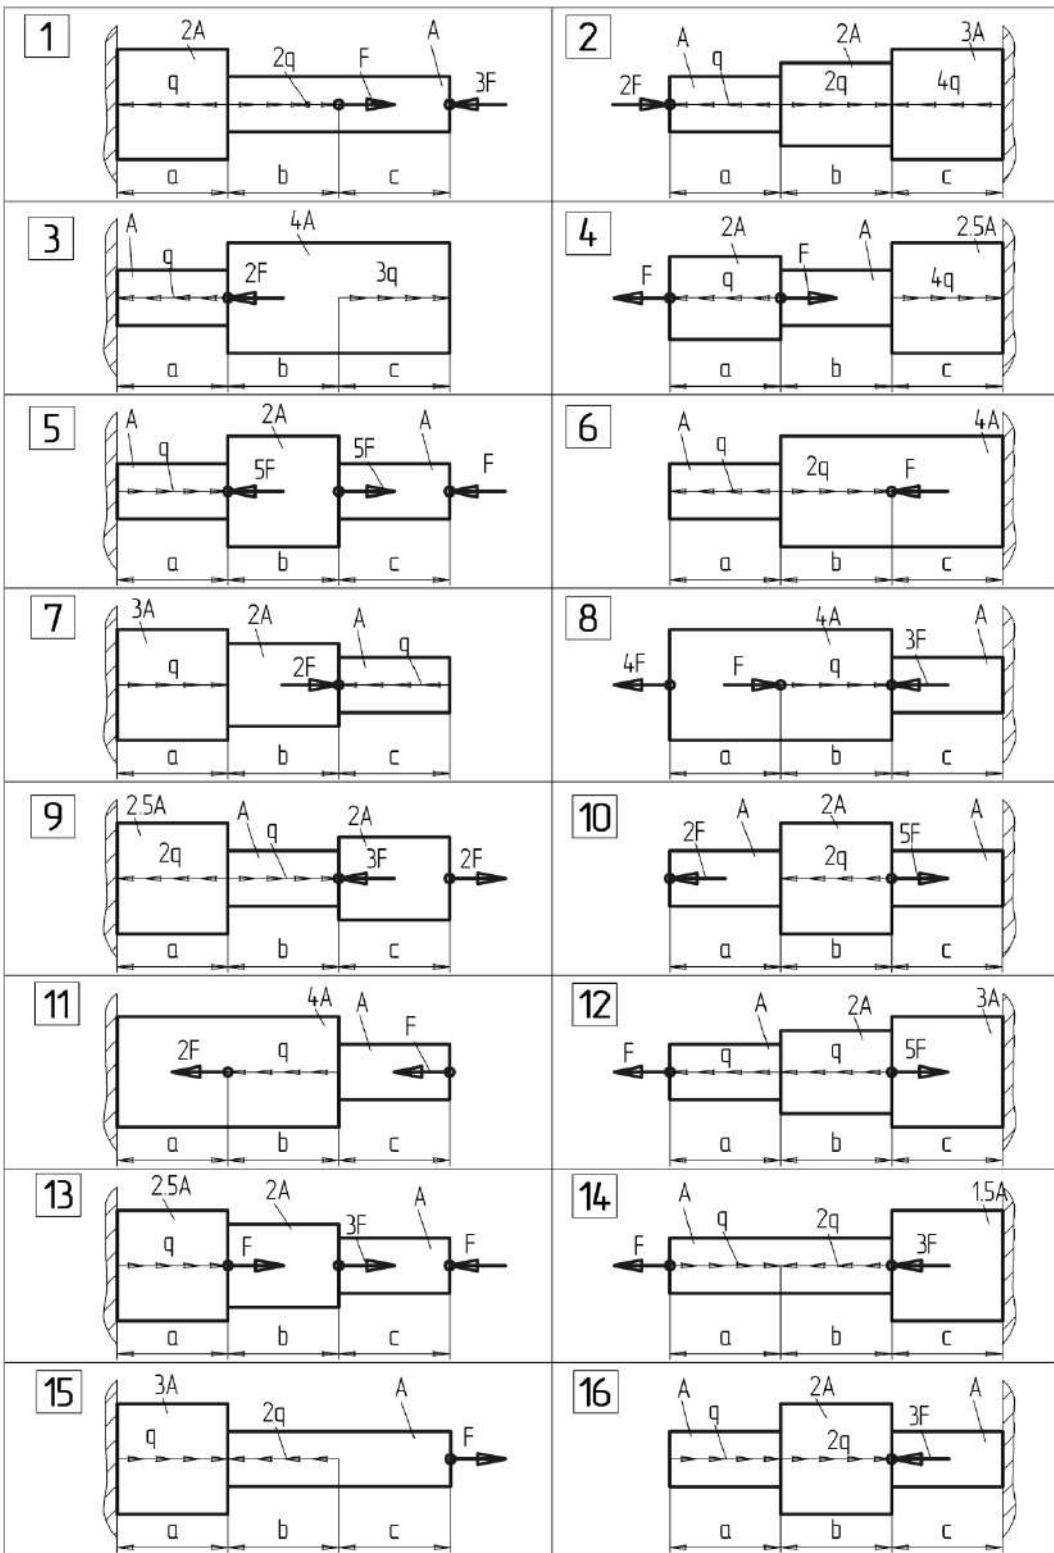 1 2A 2q F A 3F
q
a b c
2 A q 2A 3A
2F 2q 4q
a b c
3 A q 2F 4A 3q
a b c
4 F 2A q F A 2.5A 4q
a b c
5 A q 2A 5F 5F A F
a b c
6 A q 2q F 4A
a b c
7 3A q 2A 2F A q
a b c
8 4F F 4A q 3F A
a b c
9 2.5A 2q A q 2A 3F 2F
a b c
10 2F A 2A 2q 5F A
a b c
11 2F q 4A A F
a b c
12 F q A q 2A 5F 3A
a b c
13 2.5A q F 2A 3F A F
a b c
14 F A q 2q 3F 1.5A
a b c
15 3A q 2q A F
a b c
16 A q 2A 2q 3F A
a b c